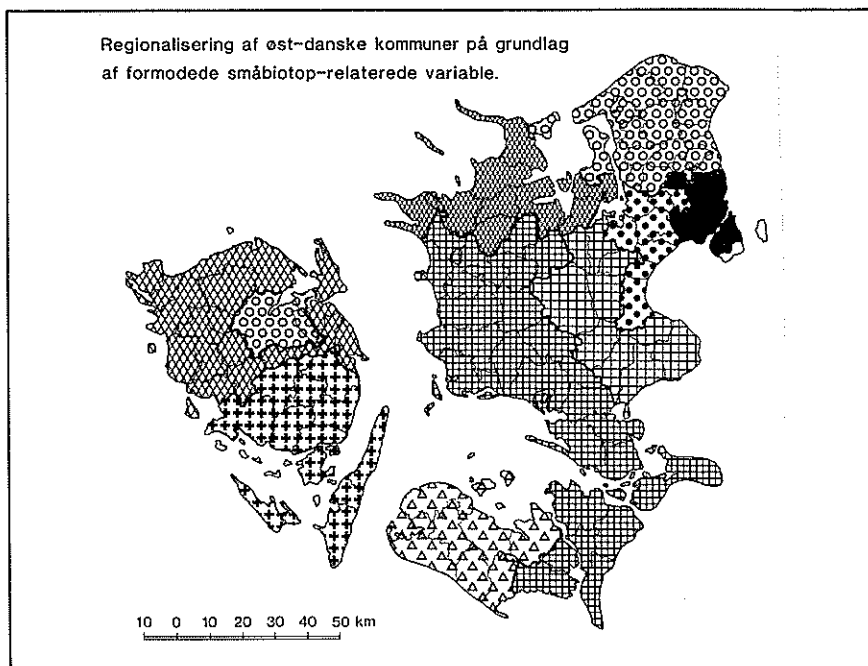 Regionalisering af øst-danske kommuner på grundlag
af formodede småbiotop-relaterede variable.
10 0 10 20 30 40 50 km